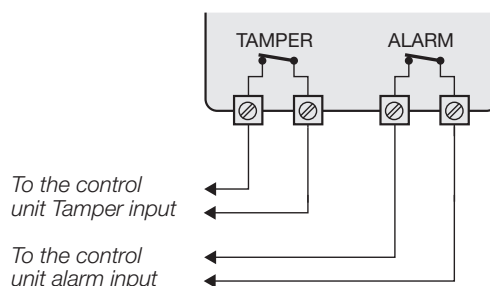 TAMPER ALARM
To the control
unit Tamper input
To the control
unit alarm input